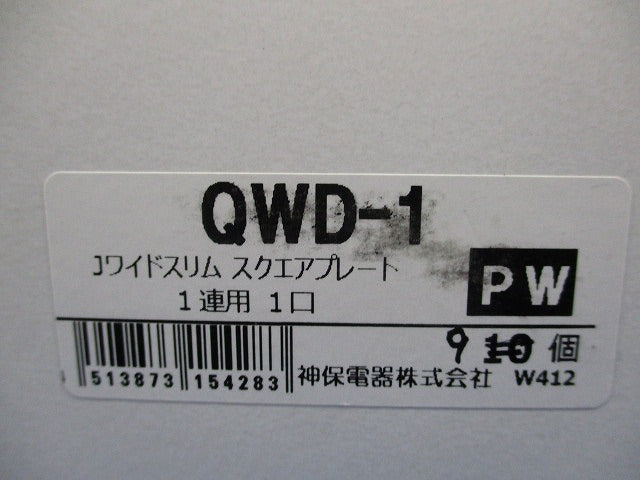 QWD-1
Jワイドスリム スクエアプレート
1連用 1口
PW
9 10 個
513873 154283
神保電器株式会社 W412